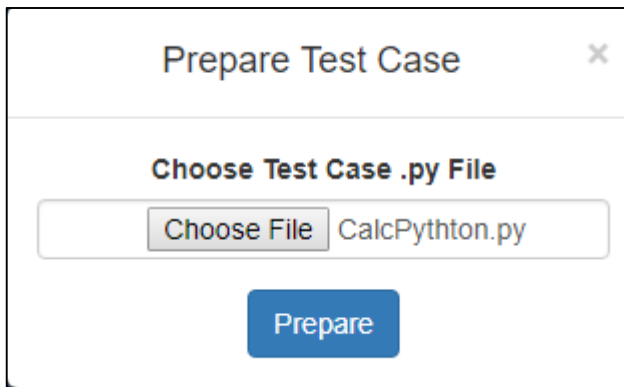 Prepare Test Case ×
Choose Test Case .py File
Choose File CalcPythton.py
Prepare